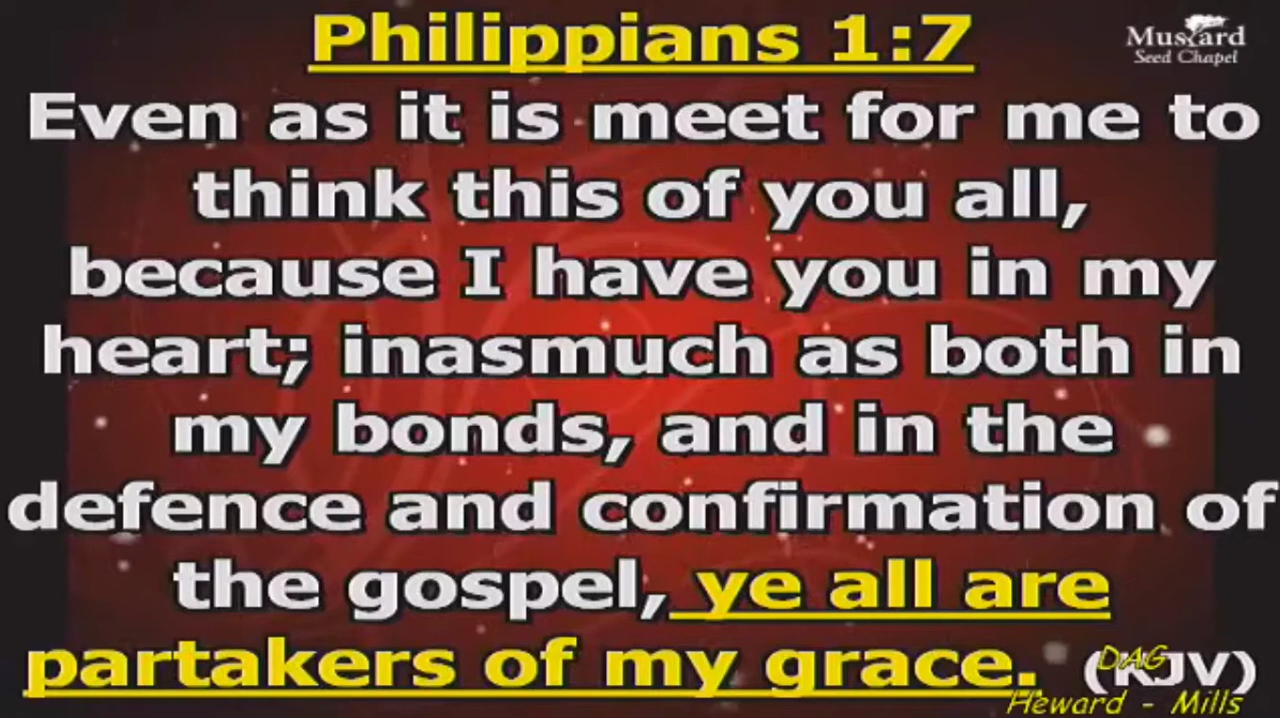 Philippians 1:7
Mustard
Seed Chapel
Even as it is meet for me to
think this of you all,
because I have you in my
heart; inasmuch as both in
my bonds, and in the
defence and confirmation of
the gospel, ye all are
partakers of my grace. (KJV)
DAG
Heward - Mills